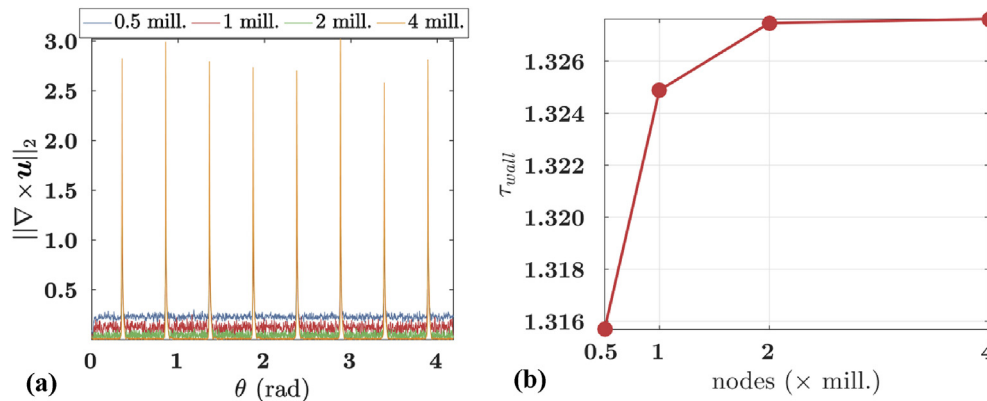 0.5 mill. 1 mill. 2 mill. 4 mill.
3.0
2.5
2.0
1.5
1.0
0.5
||∇ × u||₂
0 1 2 3 4
θ (rad)
(a)
1.326
1.324
1.322
1.320
1.318
1.316
τ_wall
0.5 1 2 4
nodes (× mill.)
(b)